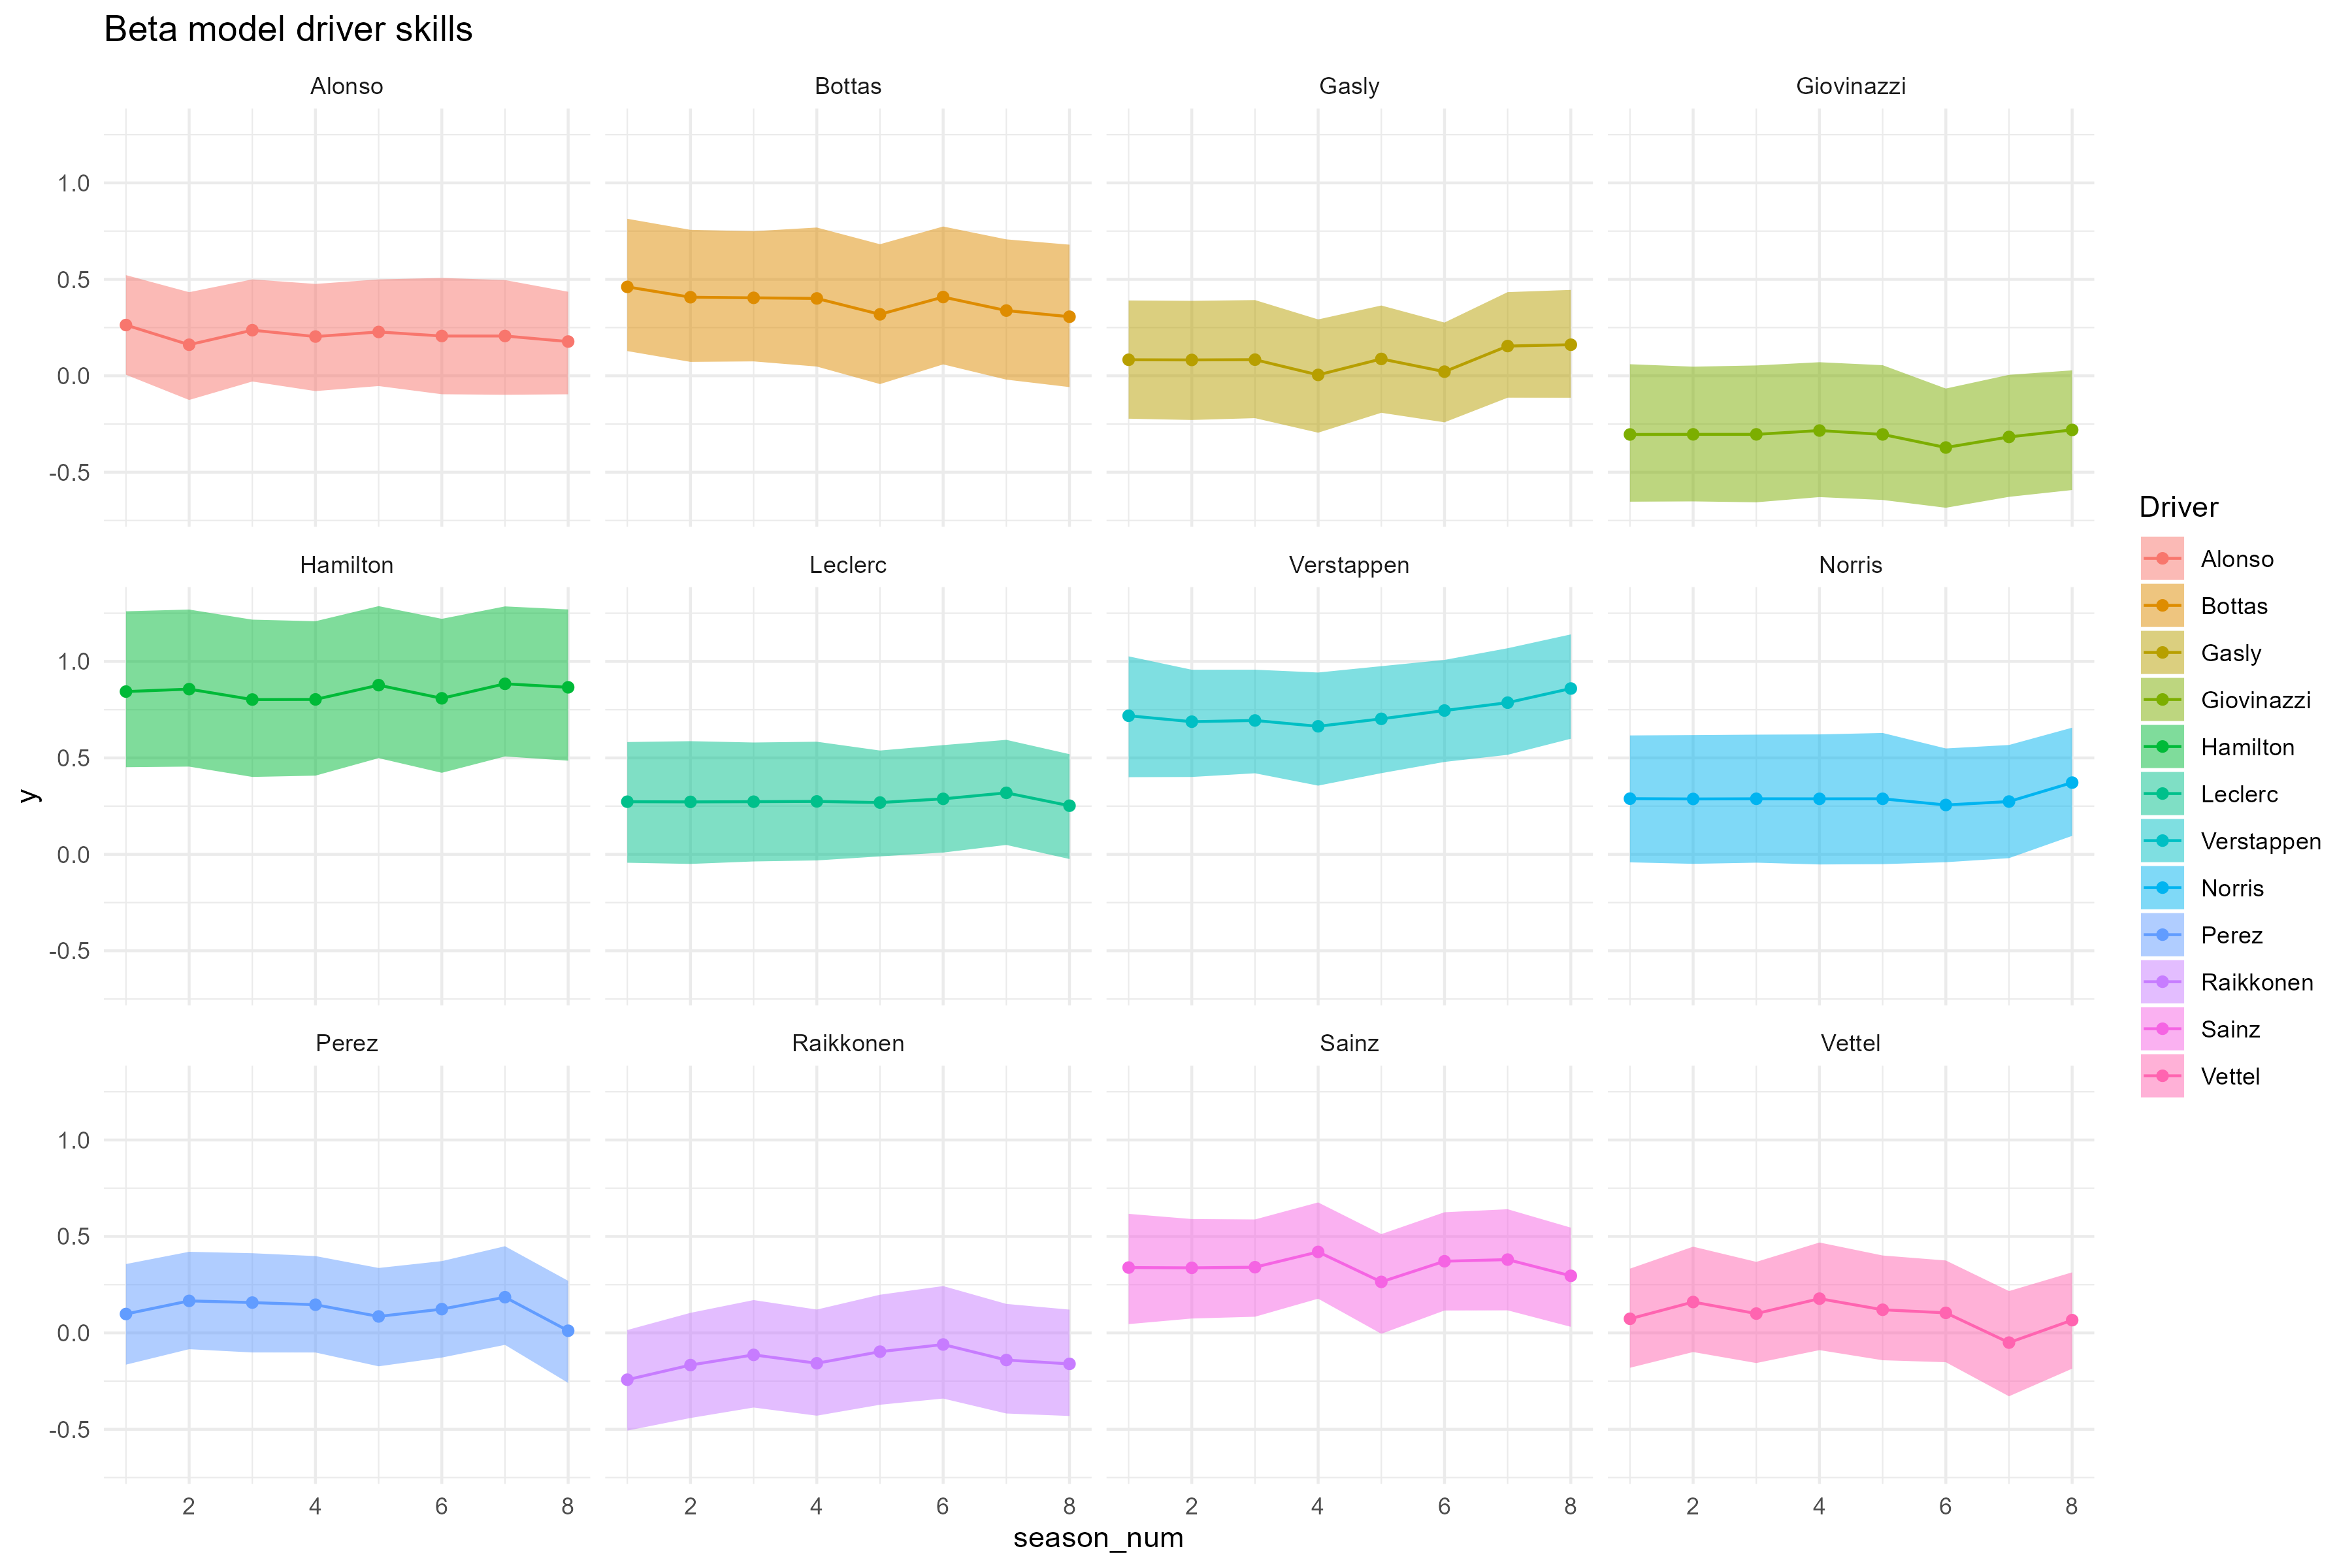 Beta model driver skills
Alonso Bottas Gasly Giovinazzi
1.0
0.5
0.0
-0.5
Hamilton Leclerc Verstappen Norris
1.0
0.5
0.0
-0.5
Perez Raikkonen Sainz Vettel
1.0
0.5
0.0
-0.5
2 4 6 8 2 4 6 8 2 4 6 8 2 4 6 8
season_num
y
Driver
Alonso
Bottas
Gasly
Giovinazzi
Hamilton
Leclerc
Verstappen
Norris
Perez
Raikkonen
Sainz
Vettel